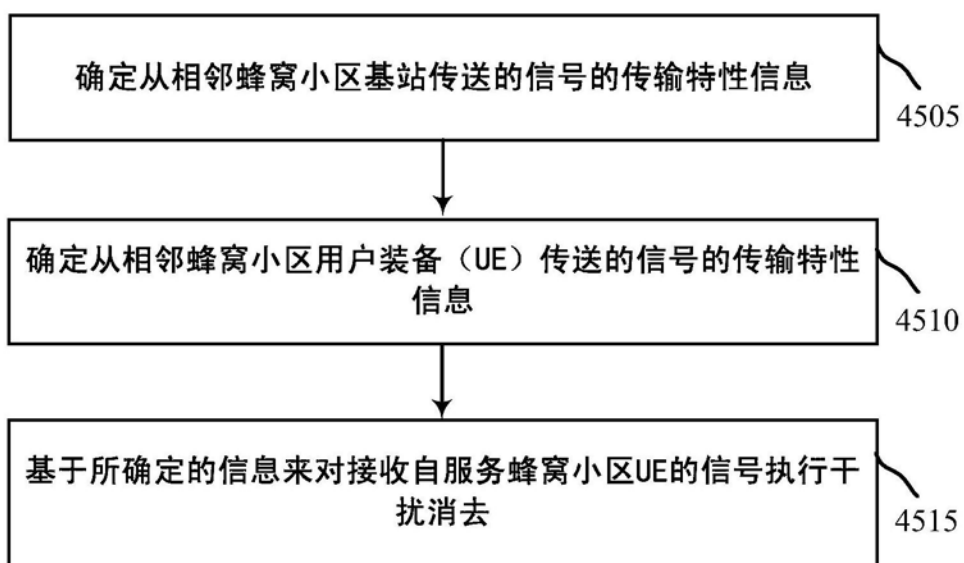 确定从相邻蜂窝小区基站传送的信号的传输特性信息
4505
确定从相邻蜂窝小区用户装备（UE）传送的信号的传输特性
信息
4510
基于所确定的信息来对接收自服务蜂窝小区UE的信号执行干
扰消去
4515